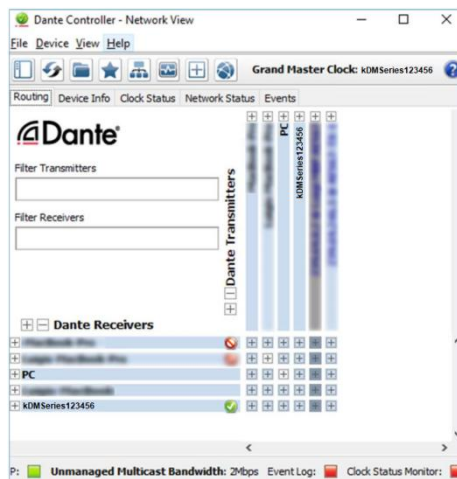 Dante Controller - Network View
File Device View Help
Grand Master Clock: kDMSeries123456
Routing Device Info Clock Status Network Status Events
Dante
Filter Transmitters
Filter Receivers
Dante Transmitters
PC
kDMSeries123456
Dante Receivers
PC
kDMSeries123456
P: Unmanaged Multicast Bandwidth: 2Mbps Event Log: Clock Status Monitor: